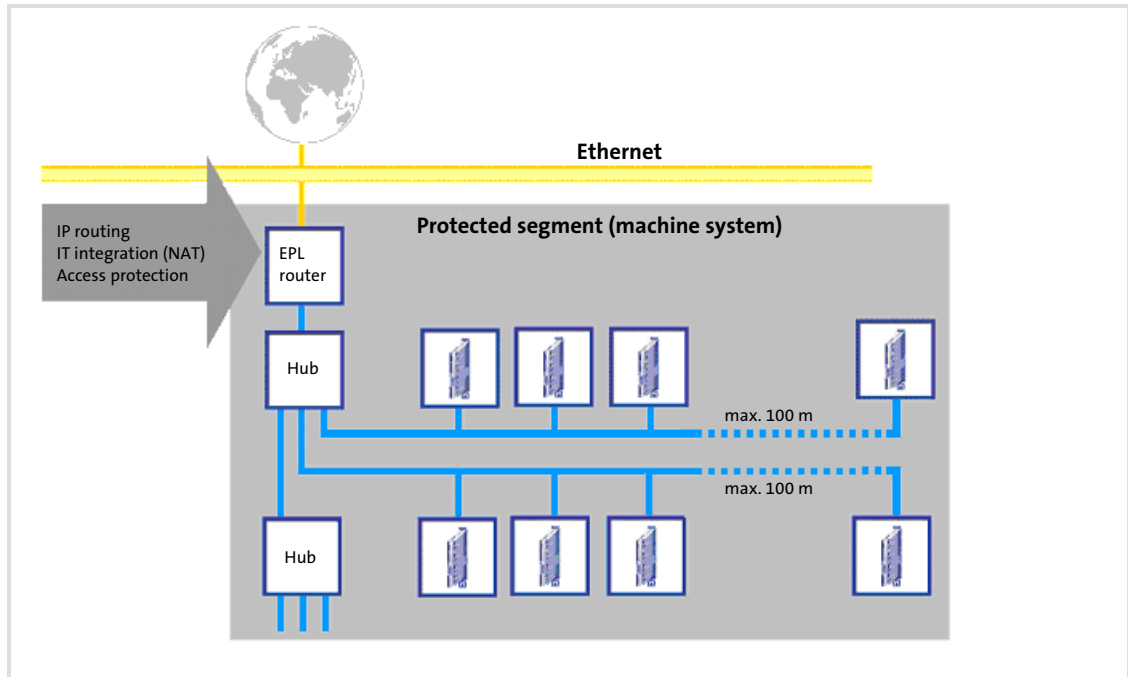 Ethernet
Protected segment (machine system)
IP routing
IT integration (NAT)
Access protection
EPL
router
Hub
max. 100 m
max. 100 m
Hub